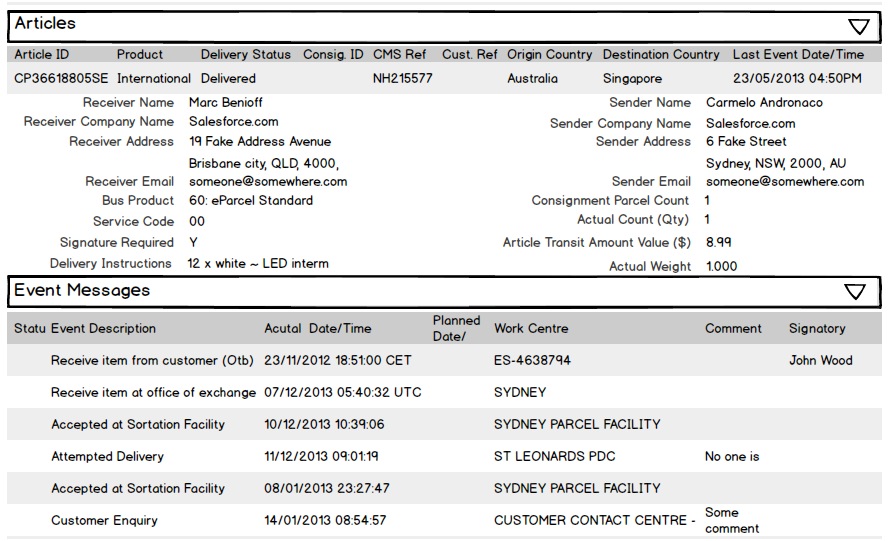 Articles
Article ID Product Delivery Status Consig. ID CMS Ref Cust. Ref Origin Country Destination Country Last Event Date/Time
CP36618805SE International Delivered NH215577 Australia Singapore 23/05/2013 04:50PM
Receiver Name Marc Benioff Sender Name Carmelo Andronaco
Receiver Company Name Salesforce.com Sender Company Name Salesforce.com
Receiver Address 19 Fake Address Avenue Sender Address 6 Fake Street
Brisbane city, QLD, 4000, Sydney, NSW, 2000, AU
Receiver Email someone@somewhere.com Sender Email someone@somewhere.com
Bus Product 60: eParcel Standard Consignment Parcel Count 1
Service Code 00 Actual Count (Qty) 1
Signature Required Y Article Transit Amount Value ($) 8.99
Delivery Instructions 12 x white ~ LED interm Actual Weight 1.000
Event Messages
Statu Event Description Acutal Date/Time Planned Date/ Work Centre Comment Signatory
Receive item from customer (Otb) 23/11/2012 18:51:00 CET ES-4638794 John Wood
Receive item at office of exchange 07/12/2013 05:40:32 UTC SYDNEY
Accepted at Sortation Facility 10/12/2013 10:39:06 SYDNEY PARCEL FACILITY
Attempted Delivery 11/12/2013 09:01:19 ST LEONARDS PDC No one is
Accepted at Sortation Facility 08/01/2013 23:27:47 SYDNEY PARCEL FACILITY
Customer Enquiry 14/01/2013 08:54:57 CUSTOMER CONTACT CENTRE - Some comment